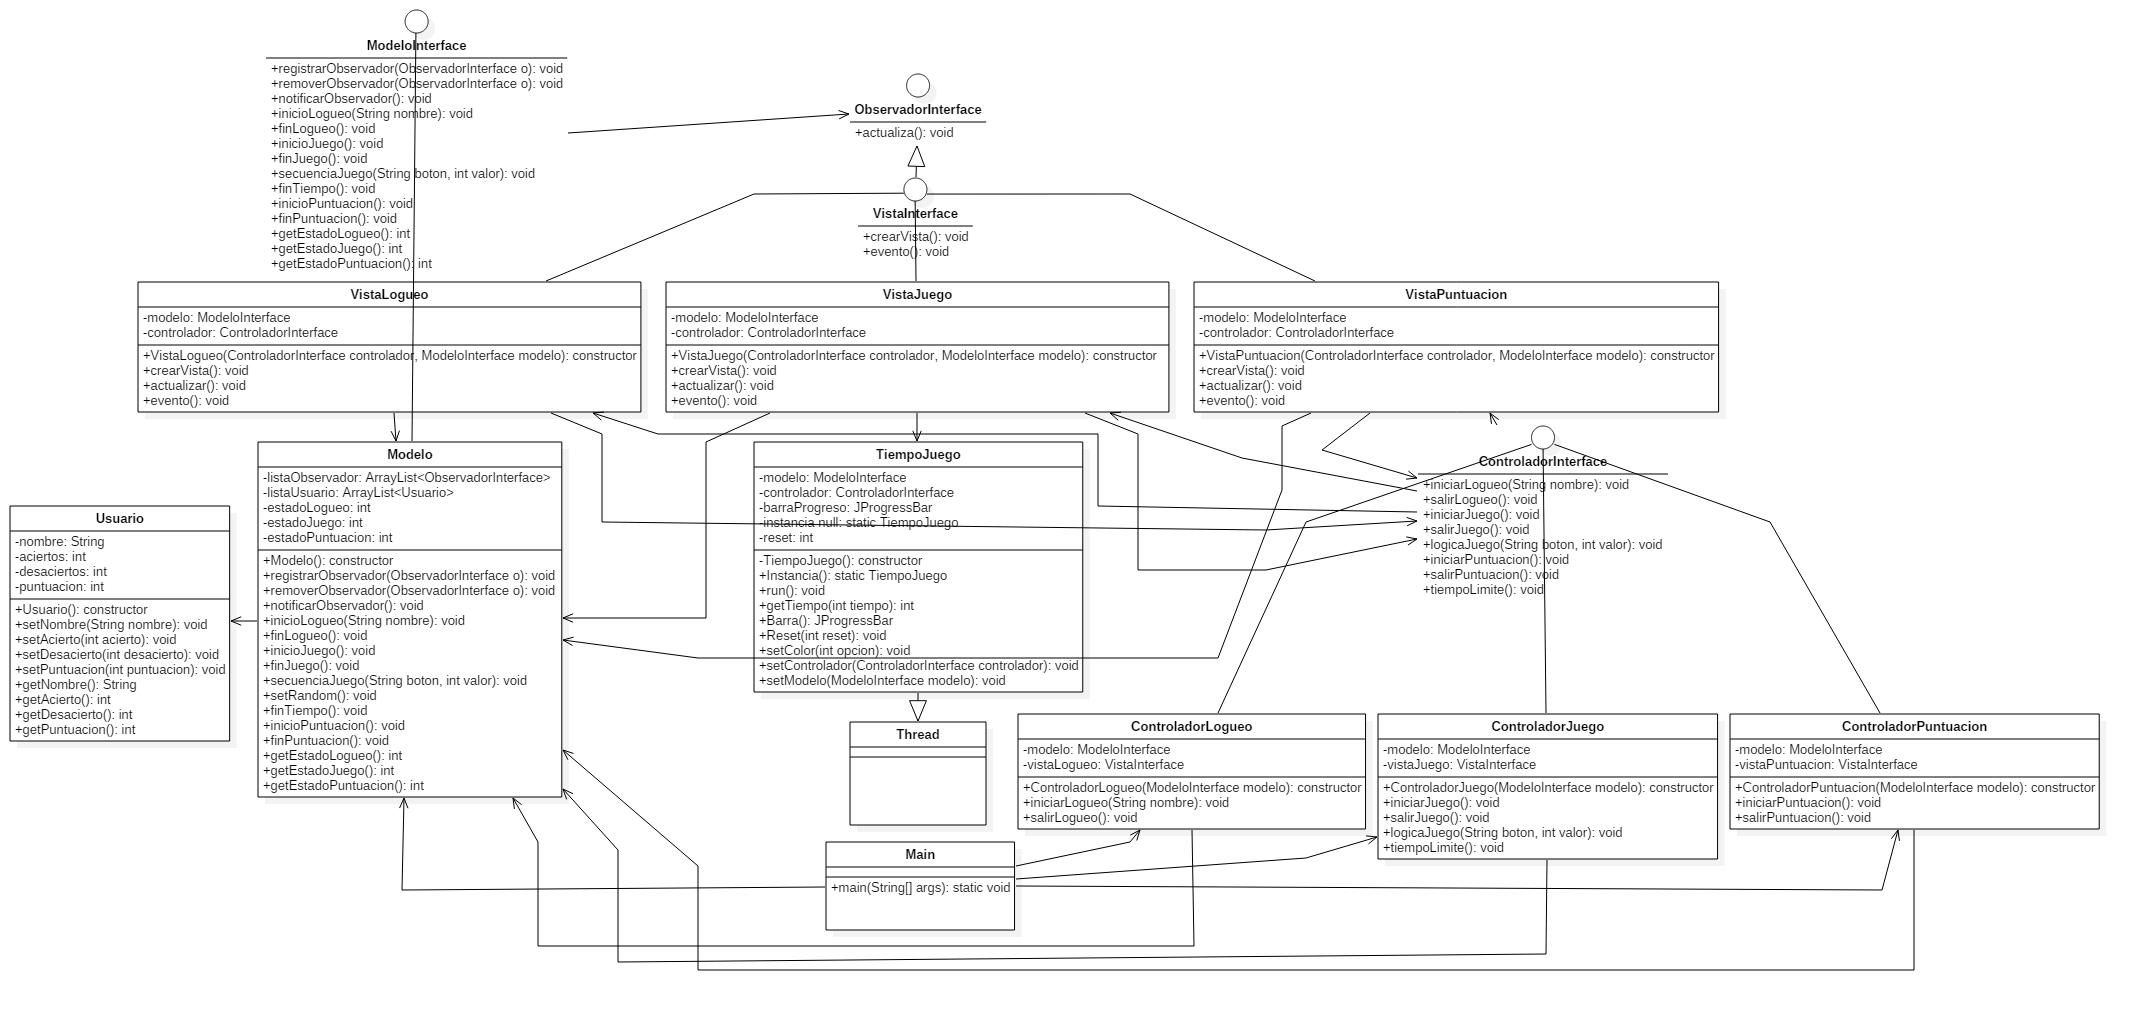 ModeloInterface
+registrarObservador(ObservadorInterface o): void
+removerObservador(ObservadorInterface o): void
+notificarObservador(): void
+inicioLogueo(String nombre): void
+finLogueo(): void
+inicioJuego(): void
+finJuego(): void
+secuenciaJuego(String boton, int valor): void
+finTiempo(): void
+inicioPuntuacion(): void
+finPuntuacion(): void
+getEstadoLogueo(): int
+getEstadoJuego(): int
+getEstadoPuntuacion(): int
ObservadorInterface
+actualiza(): void
VistaInterface
+crearVista(): void
+evento(): void
VistaLogueo
-modelo: ModeloInterface
-controlador: ControladorInterface
+VistaLogueo(ControladorInterface controlador, ModeloInterface modelo): constructor
+crearVista(): void
+actualizar(): void
+evento(): void
VistaJuego
-modelo: ModeloInterface
-controlador: ControladorInterface
+VistaJuego(ControladorInterface controlador, ModeloInterface modelo): constructor
+crearVista(): void
+actualizar(): void
+evento(): void
VistaPuntuacion
-modelo: ModeloInterface
-controlador: ControladorInterface
+VistaPuntuacion(ControladorInterface controlador, ModeloInterface modelo): constructor
+crearVista(): void
+actualizar(): void
+evento(): void
Usuario
-nombre: String
-aciertos: int
-desaciertos: int
-puntuacion: int
+Usuario(): constructor
+setNombre(String nombre): void
+setAcierto(int acierto): void
+setDesacierto(int desacierto): void
+setPuntuacion(int puntuacion): void
+getNombre(): String
+getAcierto(): int
+getDesacierto(): int
+getPuntuacion(): int
Modelo
-listaObservador: ArrayList<ObservadorInterface>
-listaUsuario: ArrayList<Usuario>
-estadoLogueo: int
-estadoJuego: int
-estadoPuntuacion: int
+Modelo(): constructor
+registrarObservador(ObservadorInterface o): void
+removerObservador(ObservadorInterface o): void
+notificarObservador(): void
+inicioLogueo(String nombre): void
+finLogueo(): void
+inicioJuego(): void
+finJuego(): void
+secuenciaJuego(String boton, int valor): void
+setRandom(): void
+finTiempo(): void
+inicioPuntuacion(): void
+finPuntuacion(): void
+getEstadoLogueo(): int
+getEstadoJuego(): int
+getEstadoPuntuacion(): int
TiempoJuego
-modelo: ModeloInterface
-controlador: ControladorInterface
-barraProgreso: JProgressBar
-instancia null: static TiempoJuego
-reset: int
-TiempoJuego(): constructor
+Instancia(): static TiempoJuego
+run(): void
+getTiempo(int tiempo): int
+Barra(): JProgressBar
+Reset(int reset): void
+setColor(int opcion): void
+setControlador(ControladorInterface controlador): void
+setModelo(ModeloInterface modelo): void
ControladorInterface
+iniciarLogueo(String nombre): void
+salirLogueo(): void
+iniciarJuego(): void
+salirJuego(): void
+logicaJuego(String boton, int valor): void
+iniciarPuntuacion(): void
+salirPuntuacion(): void
+tiempoLimite(): void
Thread
ControladorLogueo
-modelo: ModeloInterface
-vistaLogueo: VistaInterface
+ControladorLogueo(ModeloInterface modelo): constructor
+iniciarLogueo(String nombre): void
+salirLogueo(): void
ControladorJuego
-modelo: ModeloInterface
-vistaJuego: VistaInterface
+ControladorJuego(ModeloInterface modelo): constructor
+iniciarJuego(): void
+salirJuego(): void
+logicaJuego(String boton, int valor): void
+tiempoLimite(): void
ControladorPuntuacion
-modelo: ModeloInterface
-vistaPuntuacion: VistaInterface
+ControladorPuntuacion(ModeloInterface modelo): constructor
+iniciarPuntuacion(): void
+salirPuntuacion(): void
Main
+main(String[] args): static void